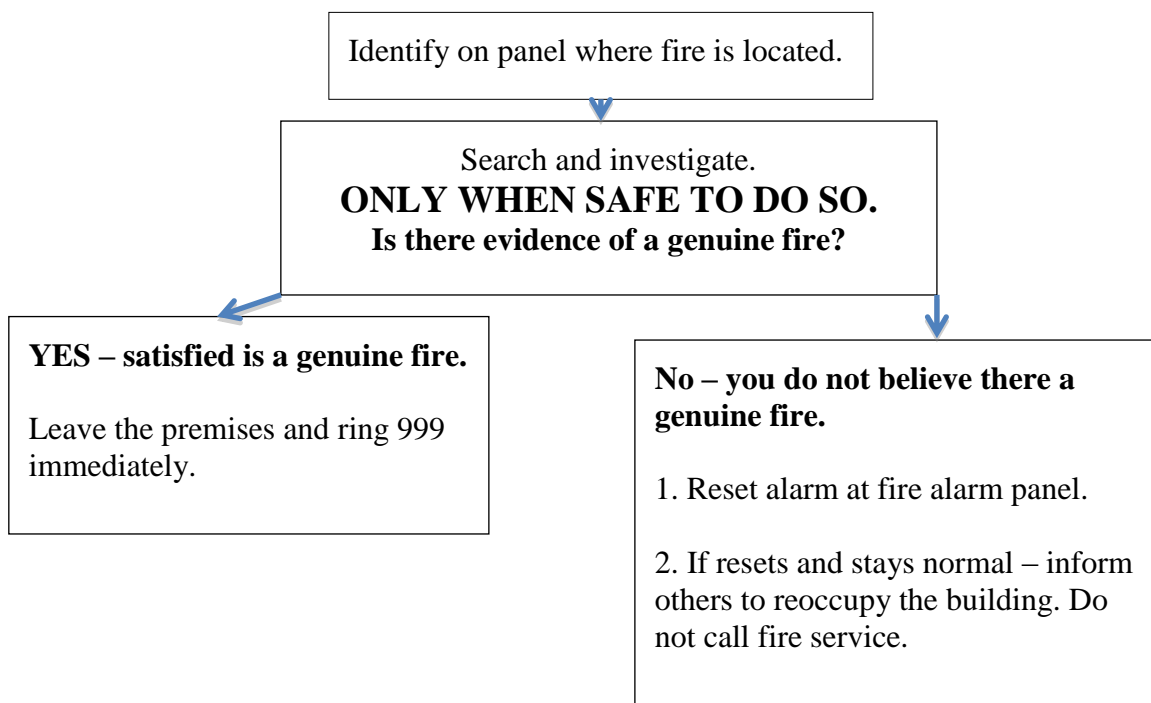 Identify on panel where fire is located.
Search and investigate.
ONLY WHEN SAFE TO DO SO.
Is there evidence of a genuine fire?
YES – satisfied is a genuine fire.
Leave the premises and ring 999
immediately.
No – you do not believe there a
genuine fire.
1. Reset alarm at fire alarm panel.
2. If resets and stays normal – inform
others to reoccupy the building. Do
not call fire service.